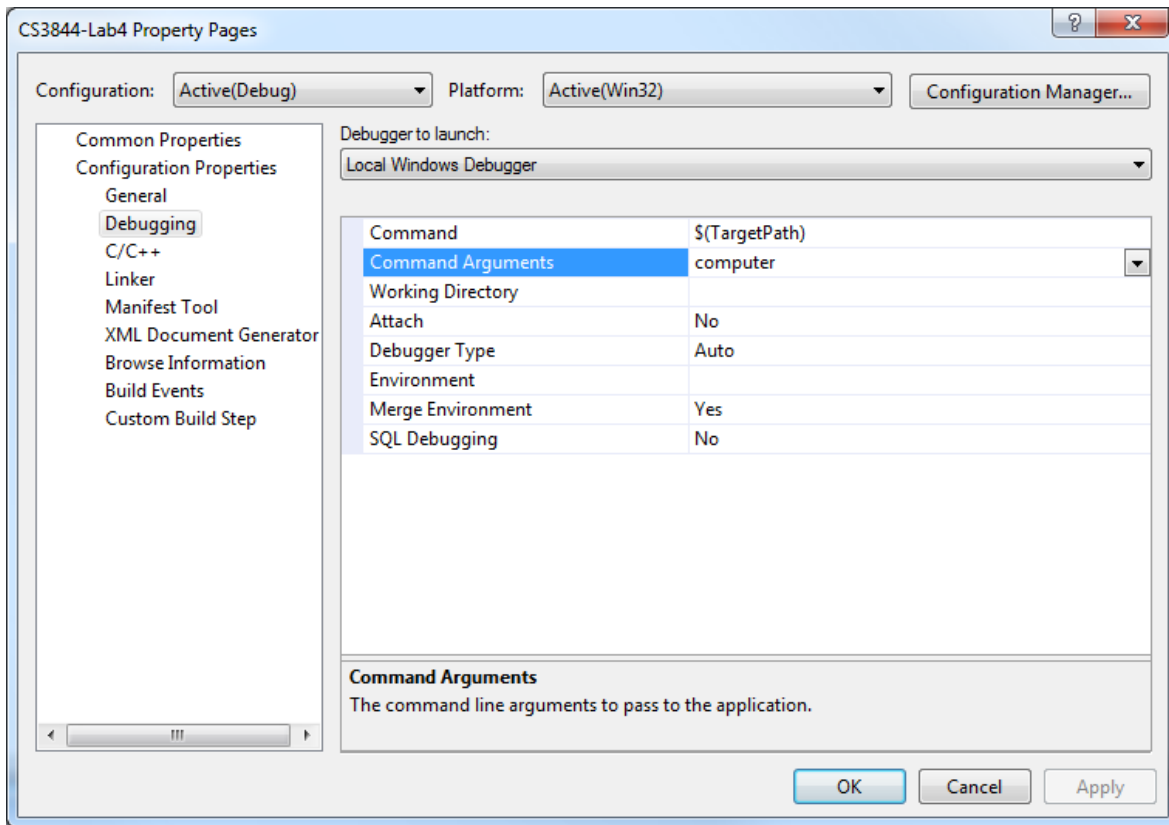 CS3844-Lab4 Property Pages
Configuration: Active(Debug) Platform: Active(Win32) Configuration Manager...
Common Properties
Configuration Properties
General
Debugging
C/C++
Linker
Manifest Tool
XML Document Generator
Browse Information
Build Events
Custom Build Step
Debugger to launch:
Local Windows Debugger
Command $(TargetPath)
Command Arguments computer
Working Directory
Attach No
Debugger Type Auto
Environment
Merge Environment Yes
SQL Debugging No
Command Arguments
The command line arguments to pass to the application.
OK Cancel Apply